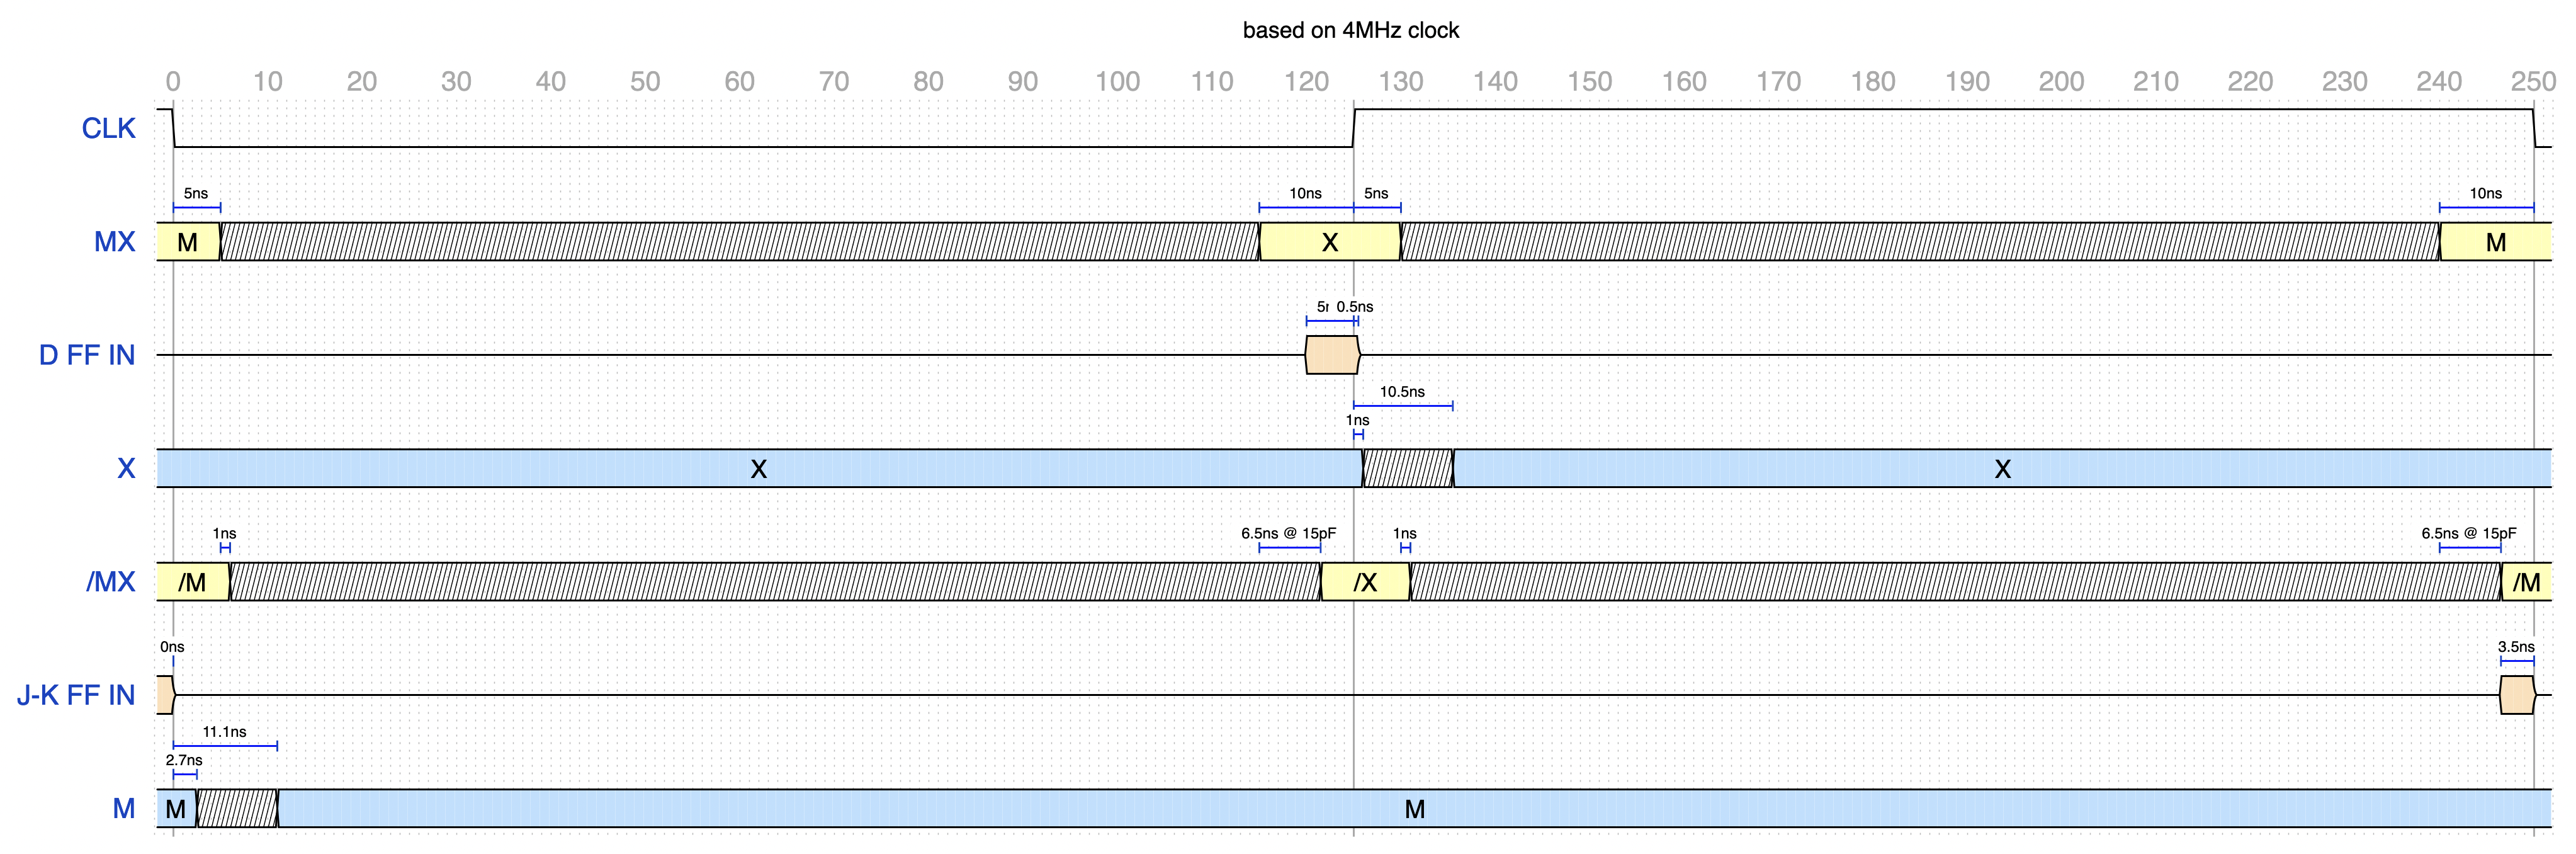 based on 4MHz clock
0 10 20 30 40 50 60 70 80 90 100 110 120 130 140 150 160 170 180 190 200 210 220 230 240 250
CLK
5ns 10ns 5ns 10ns
MX M X M
0.5ns
D FF IN
10.5ns
1ns
X X X
1ns 6.5ns @ 15pF 1ns 6.5ns @ 15pF
/MX /M /X /M
0ns 3.5ns
J-K FF IN
11.1ns
2.7ns
M M M